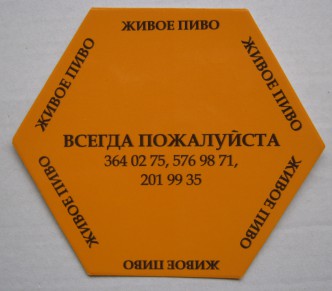 ЖИВОЕ ПИВО
ЖИВОЕ ПИВО
ЖИВОЕ ПИВО
ВСЕГДА ПОЖАЛУЙСТА
364 02 75, 576 98 71,
201 99 35
ЖИВОЕ ПИВО
ЖИВОЕ ПИВО
ЖИВОЕ ПИВО